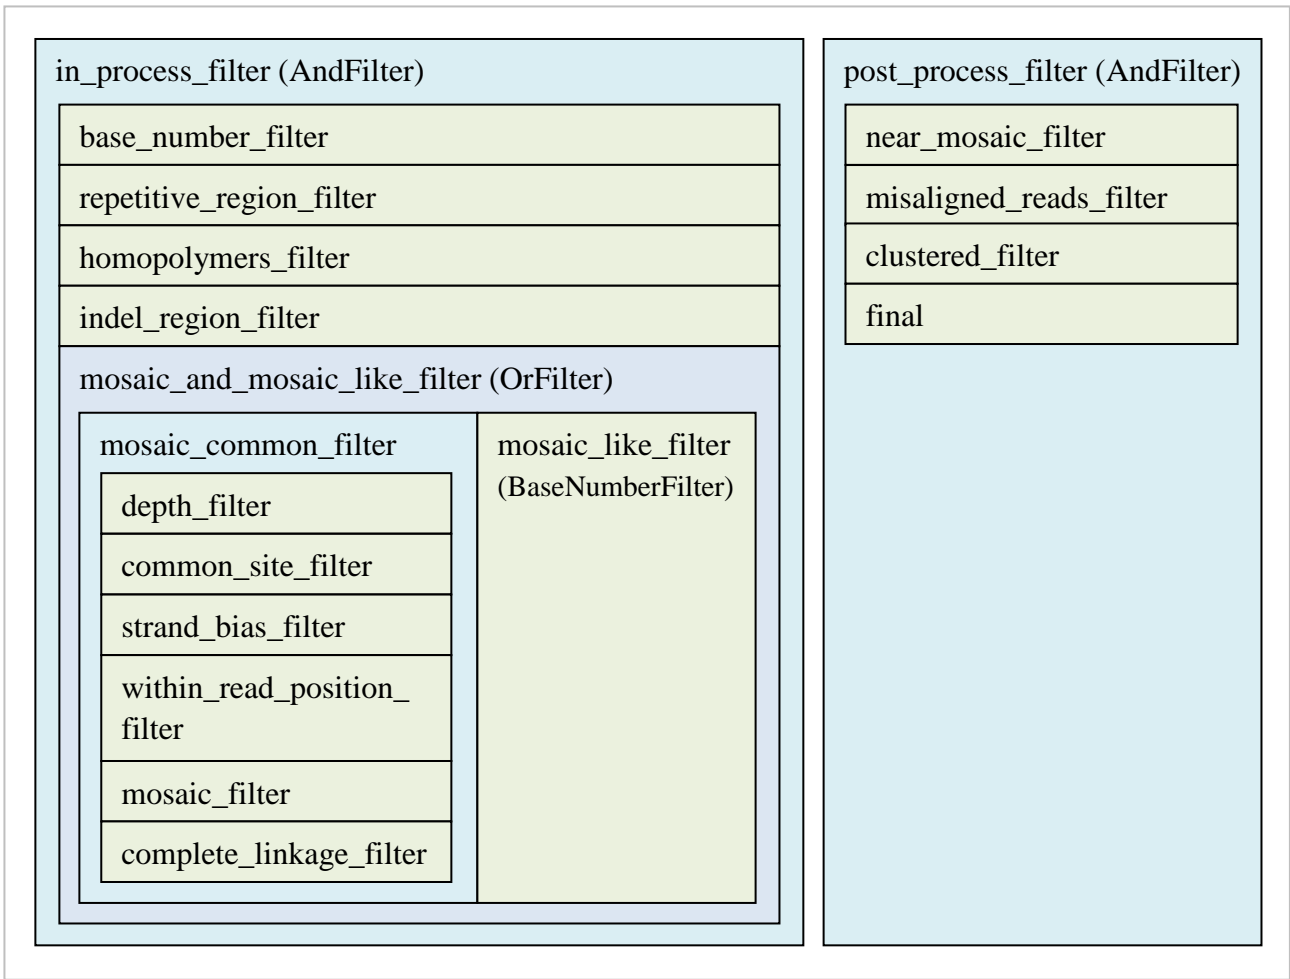 in_process_filter (AndFilter)
base_number_filter
repetitive_region_filter
homopolymers_filter
indel_region_filter
mosaic_and_mosaic_like_filter (OrFilter)
mosaic_common_filter
depth_filter
common_site_filter
strand_bias_filter
within_read_position_
filter
mosaic_filter
complete_linkage_filter
mosaic_like_filter
(BaseNumberFilter)
post_process_filter (AndFilter)
near_mosaic_filter
misaligned_reads_filter
clustered_filter
final